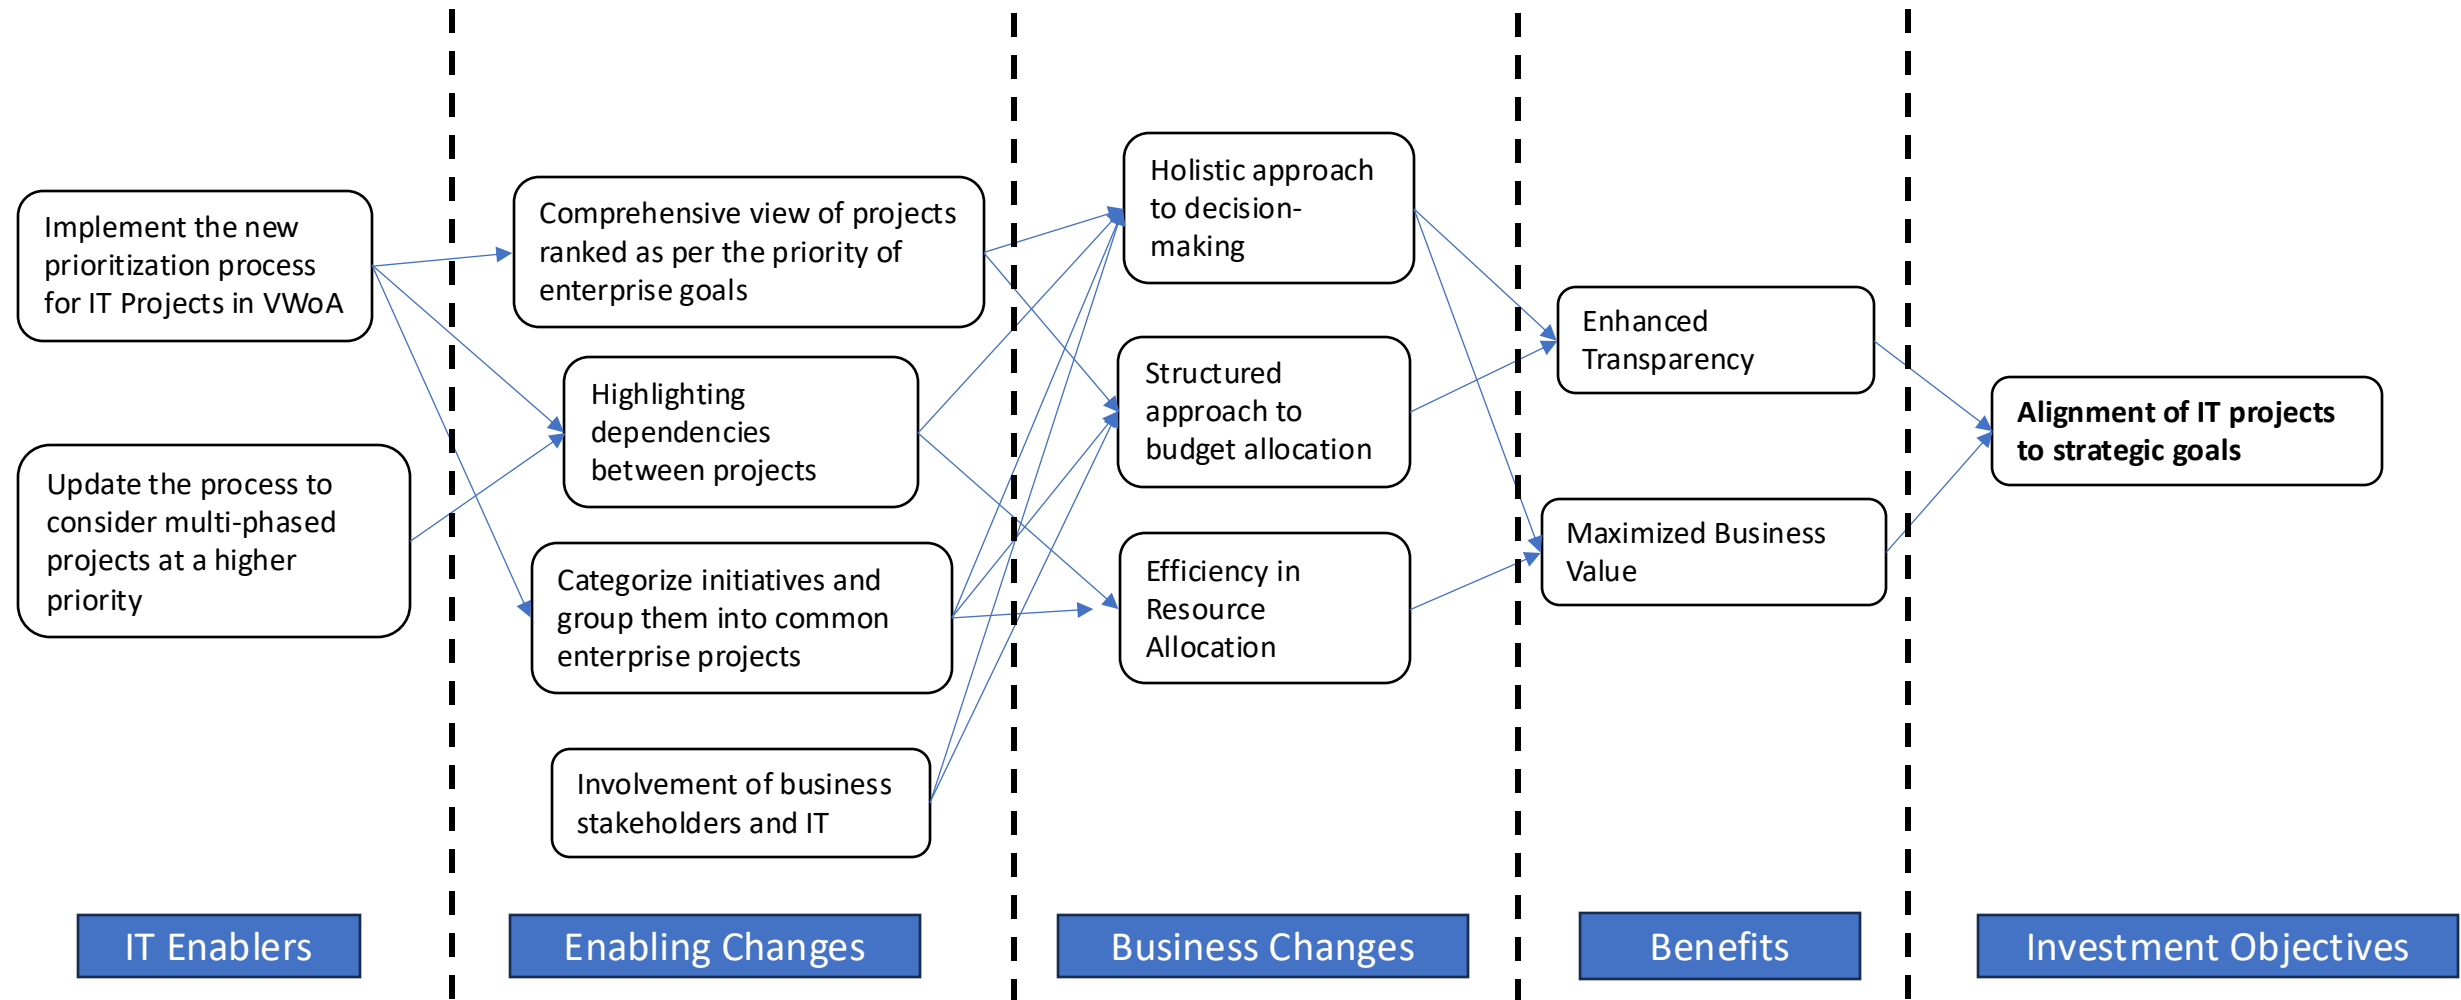 Implement the new
prioritization process
for IT Projects in VWoA
Update the process to
consider multi-phased
projects at a higher
priority
Comprehensive view of projects
ranked as per the priority of
enterprise goals
Highlighting
dependencies
between projects
Categorize initiatives and
group them into common
enterprise projects
Involvement of business
stakeholders and IT
Holistic approach
to decision-
making
Structured
approach to
budget allocation
Efficiency in
Resource
Allocation
Enhanced
Transparency
Maximized Business
Value
Alignment of IT projects
to strategic goals
IT Enablers
Enabling Changes
Business Changes
Benefits
Investment Objectives